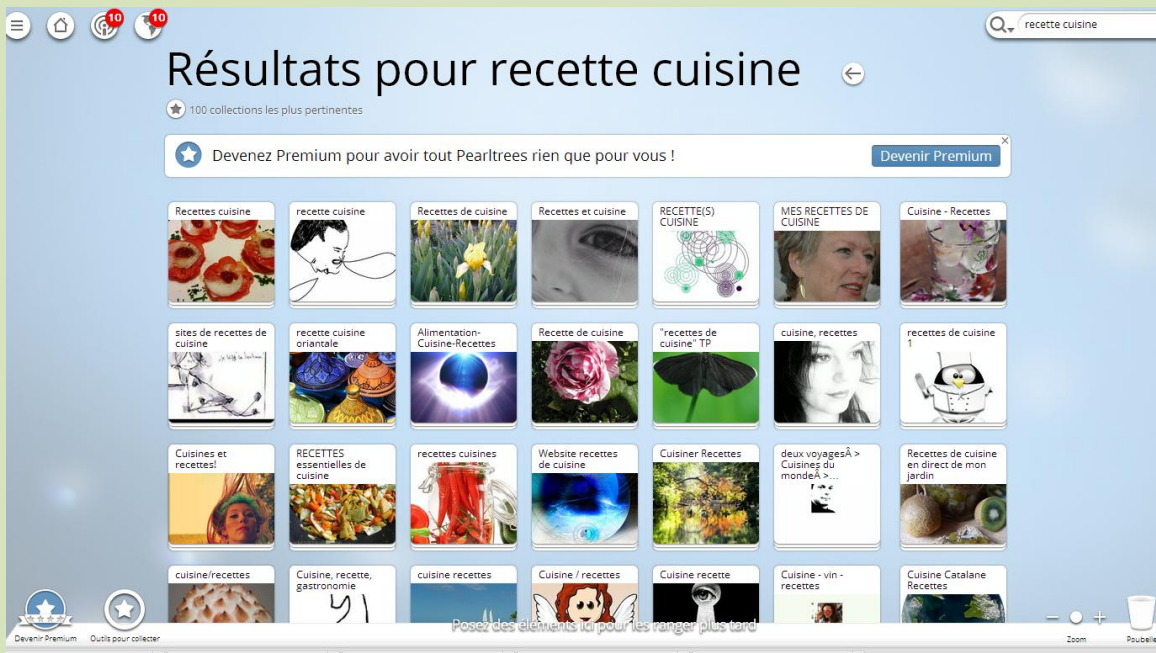 10
10
recette cuisine
Résultats pour recette cuisine
100 collections les plus pertinentes
Devenez Premium pour avoir tout Pearltrees rien que pour vous !
Devenir Premium
Recettes cuisine
recette cuisine
Recettes de cuisine
Recettes et cuisine
RECETTE(S)
CUISINE
MES RECETTES DE
CUISINE
Cuisine - Recettes
sites de recettes de
cuisine
recette cuisine
oriantale
Alimentation-
Cuisine-Recettes
Recette de cuisine
"recettes de
cuisine" TP
cuisine, recettes
recettes de cuisine
1
Cuisines et
recettes!
RECETTES
essentielles de
cuisine
recettes cuisines
Website recettes
de cuisine
Cuisiner Recettes
deux voyagesÂ >
Cuisines du
mondeÂ >...
Recettes de cuisine
en direct de mon
jardin
cuisine/recettes
Cuisine, recette,
gastronomie
cuisine recettes
Cuisine / recettes
Cuisine recette
Cuisine - vin -
recettes
Cuisine Catalane
Recettes
Devenir Premium
Outils pour collecter
Posez des éléments ici pour les ranger plus tard
Zoom
Poubelle